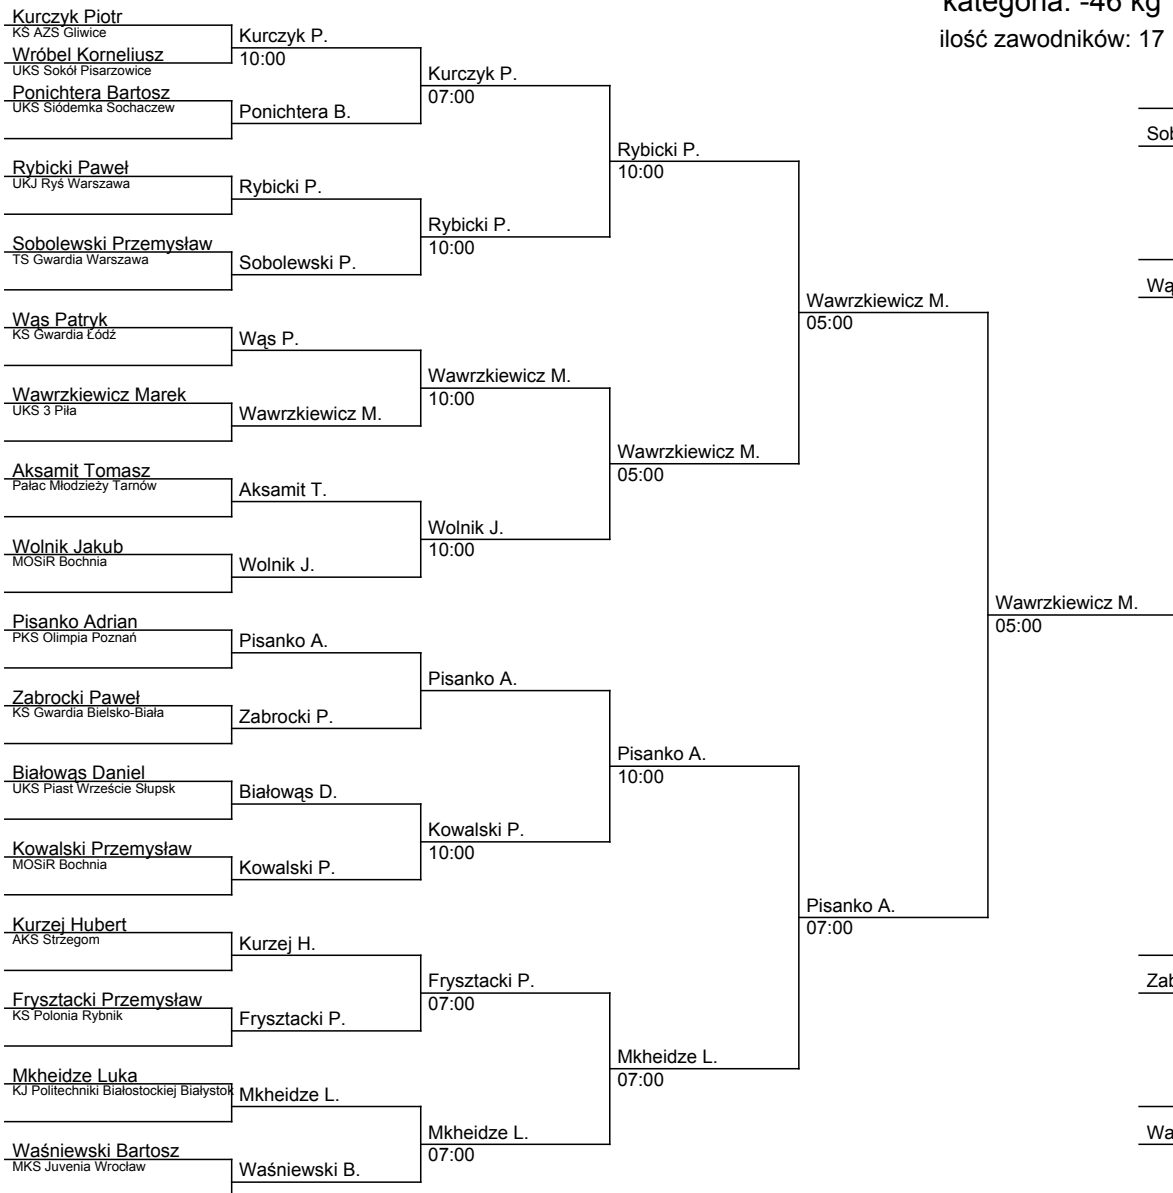 kategoria: -46 kg
ilość zawodników: 17
Kurczyk Piotr
KS AZS Gliwice
Wróbel Korneliusz
UKS Sokół Pisarzowice
Ponichtera Bartosz
UKS Siódemka Sochaczew
Rybicki Paweł
UKJ Ryś Warszawa
Sobolewski Przemysław
TS Gwardia Warszawa
Wąs Patryk
KS Gwardia Łódź
Wawrzkiewicz Marek
UKS 3 Piła
Aksamit Tomasz
Pałac Młodzieży Tarnów
Wolnik Jakub
MOSiR Bochnia
Pisanko Adrian
PKS Olimpia Poznań
Zabrocki Paweł
KS Gwardia Bielsko-Biała
Białowąs Daniel
UKS Piast Wrzeście Słupsk
Kowalski Przemysław
MOSiR Bochnia
Kurzej Hubert
AKS Strzegom
Frysztacki Przemysław
KS Polonia Rybnik
Mkheidze Luka
KJ Politechniki Białostockiej Białystok
Waśniewski Bartosz
MKS Juvenia Wrocław
Kurczyk P.
10:00
Ponichtera B.
Rybicki P.
Sobolewski P.
Wąs P.
Wawrzkiewicz M.
Aksamit T.
Wolnik J.
Pisanko A.
Zabrocki P.
Białowąs D.
Kowalski P.
Kurzej H.
Frysztacki P.
Mkheidze L.
Waśniewski B.
Kurczyk P.
07:00
Rybicki P.
10:00
Wawrzkiewicz M.
10:00
Wolnik J.
10:00
Pisanko A.
Kowalski P.
10:00
Frysztacki P.
07:00
Mkheidze L.
07:00
Rybicki P.
10:00
Wawrzkiewicz M.
05:00
Pisanko A.
10:00
Mkheidze L.
07:00
Wawrzkiewicz M.
05:00
Pisanko A.
07:00
Wawrzkiewicz M.
05:00
Sob
Wą
Zab
Wa